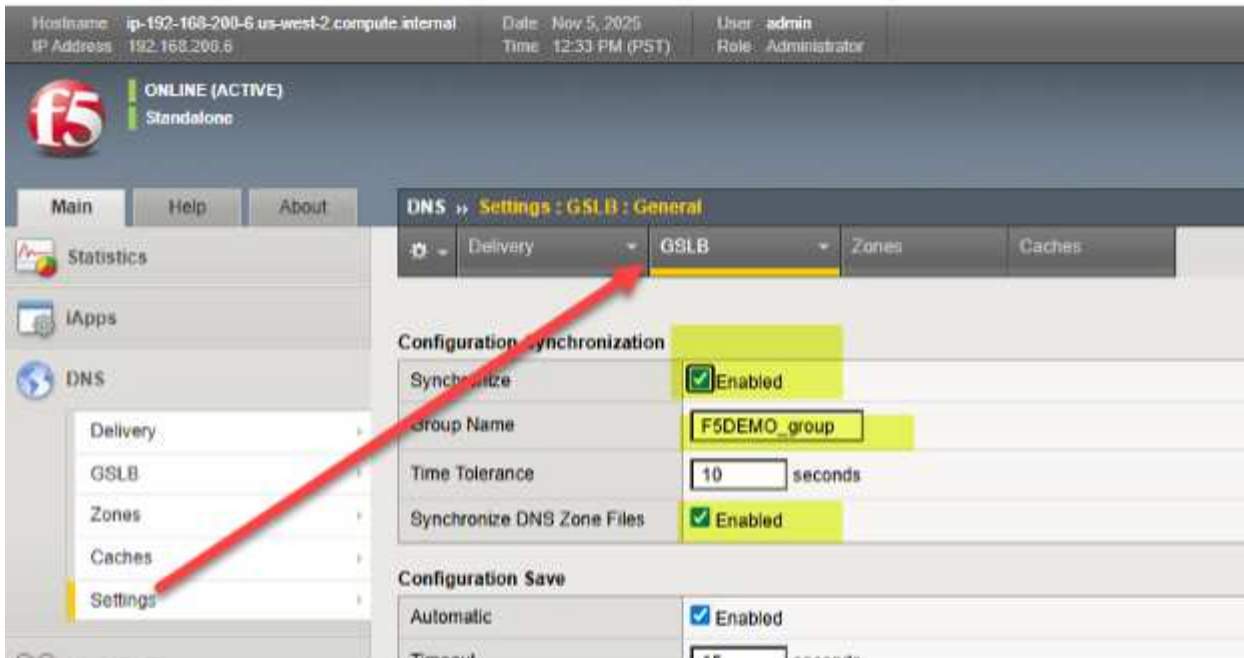 Hostname ip-192-168-200-6.us-west-2.compute.internal Date Nov 5, 2025 User admin
IP Address 192.168.200.6 Time 12:33 PM (PST) Role Administrator
f5
ONLINE (ACTIVE)
Standalone
Main Help About
DNS » Settings : GSLB : General
Delivery GSLB Zones Caches
Statistics
iApps
DNS
Delivery
GSLB
Zones
Caches
Settings
Configuration Synchronization
Synchronize Enabled
Group Name F5DEMO_group
Time Tolerance 10 seconds
Synchronize DNS Zone Files Enabled
Configuration Save
Automatic Enabled
Timeout 15 seconds